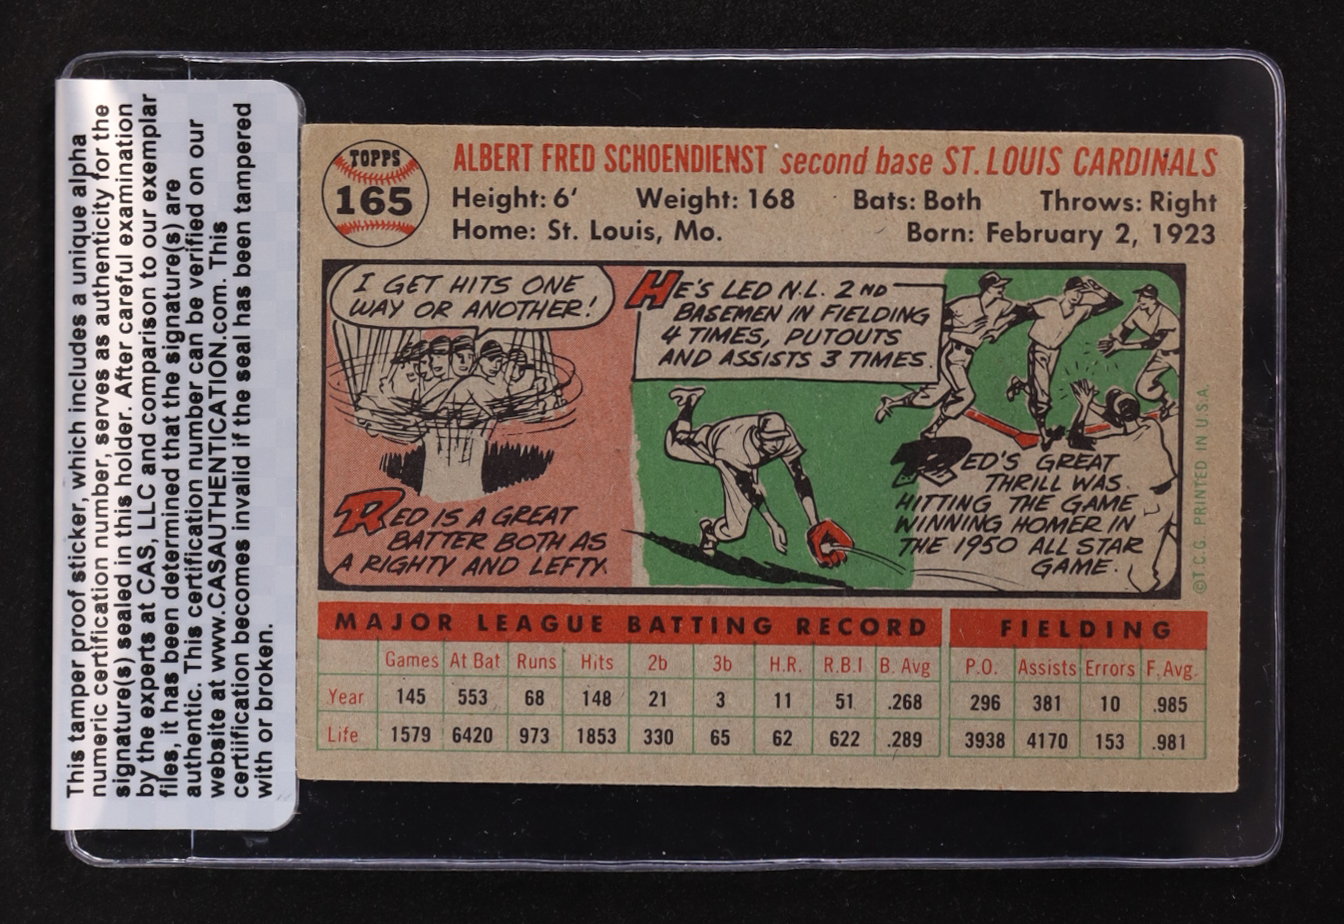 This tamper proof sticker, which includes a unique alpha
numeric certification number, serves as authenticity for the
signature(s) sealed in this holder. After careful examination
by the experts at CAS, LLC and comparison to our exemplar
files, it has been determined that the signature(s) are
authentic. This certification number can be verified on our
website at www.CASAUTHENTICATION.com. This
certiification becomes invalid if the seal has been tampered
with or broken.
TOPPS
165
ALBERT FRED SCHOENDIENST second base ST. LOUIS CARDINALS
Height: 6' Weight: 168 Bats: Both Throws: Right
Home: St. Louis, Mo. Born: February 2, 1923
I GET HITS ONE
WAY OR ANOTHER!
RED IS A GREAT
BATTER BOTH AS
A RIGHTY AND LEFTY.
HE'S LED N.L. 2ND
BASEMEN IN FIELDING
4 TIMES, PUTOUTS
AND ASSISTS 3 TIMES.
RED'S GREAT
THRILL WAS
HITTING THE GAME
WINNING HOMER IN
THE 1950 ALL STAR
GAME.
©T.C.G. PRINTED IN U.S.A.
MAJOR LEAGUE BATTING RECORD FIELDING
Games At Bat Runs Hits 2b 3b H.R. R.B.I B. Avg P.O. Assists Errors F. Avg.
Year 145 553 68 148 21 3 11 51 .268 296 381 10 .985
Life 1579 6420 973 1853 330 65 62 622 .289 3938 4170 153 .981